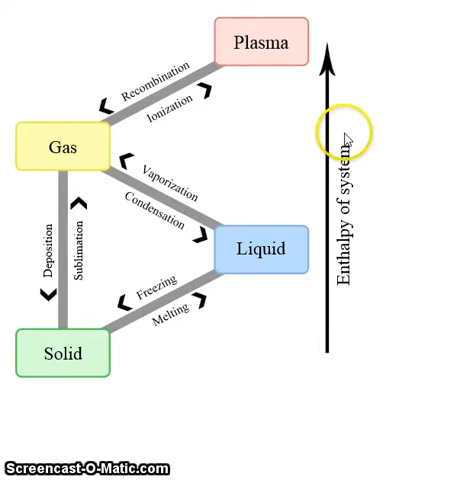 Plasma
Recombination
Ionization
Gas
Vaporization
Condensation
Enthalpy of system
Deposition
Sublimation
Liquid
Freezing
Melting
Solid
Screencast-O-Matic.com